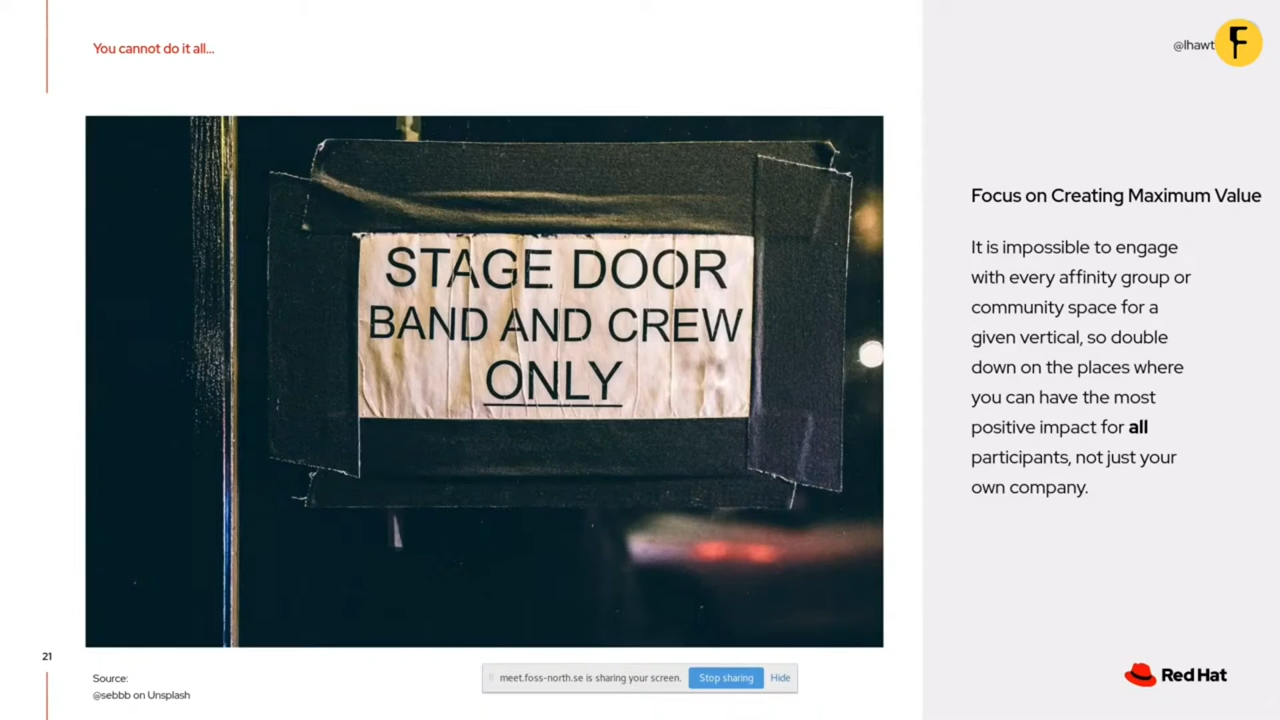 You cannot do it all...
@lhawt
F
STAGE DOOR
BAND AND CREW
ONLY
Focus on Creating Maximum Value
It is impossible to engage
with every affinity group or
community space for a
given vertical, so double
down on the places where
you can have the most
positive impact for all
participants, not just your
own company.
21
Source:
@sebbb on Unsplash
meet.foss-north.se is sharing your screen.
Stop sharing
Hide
Red Hat